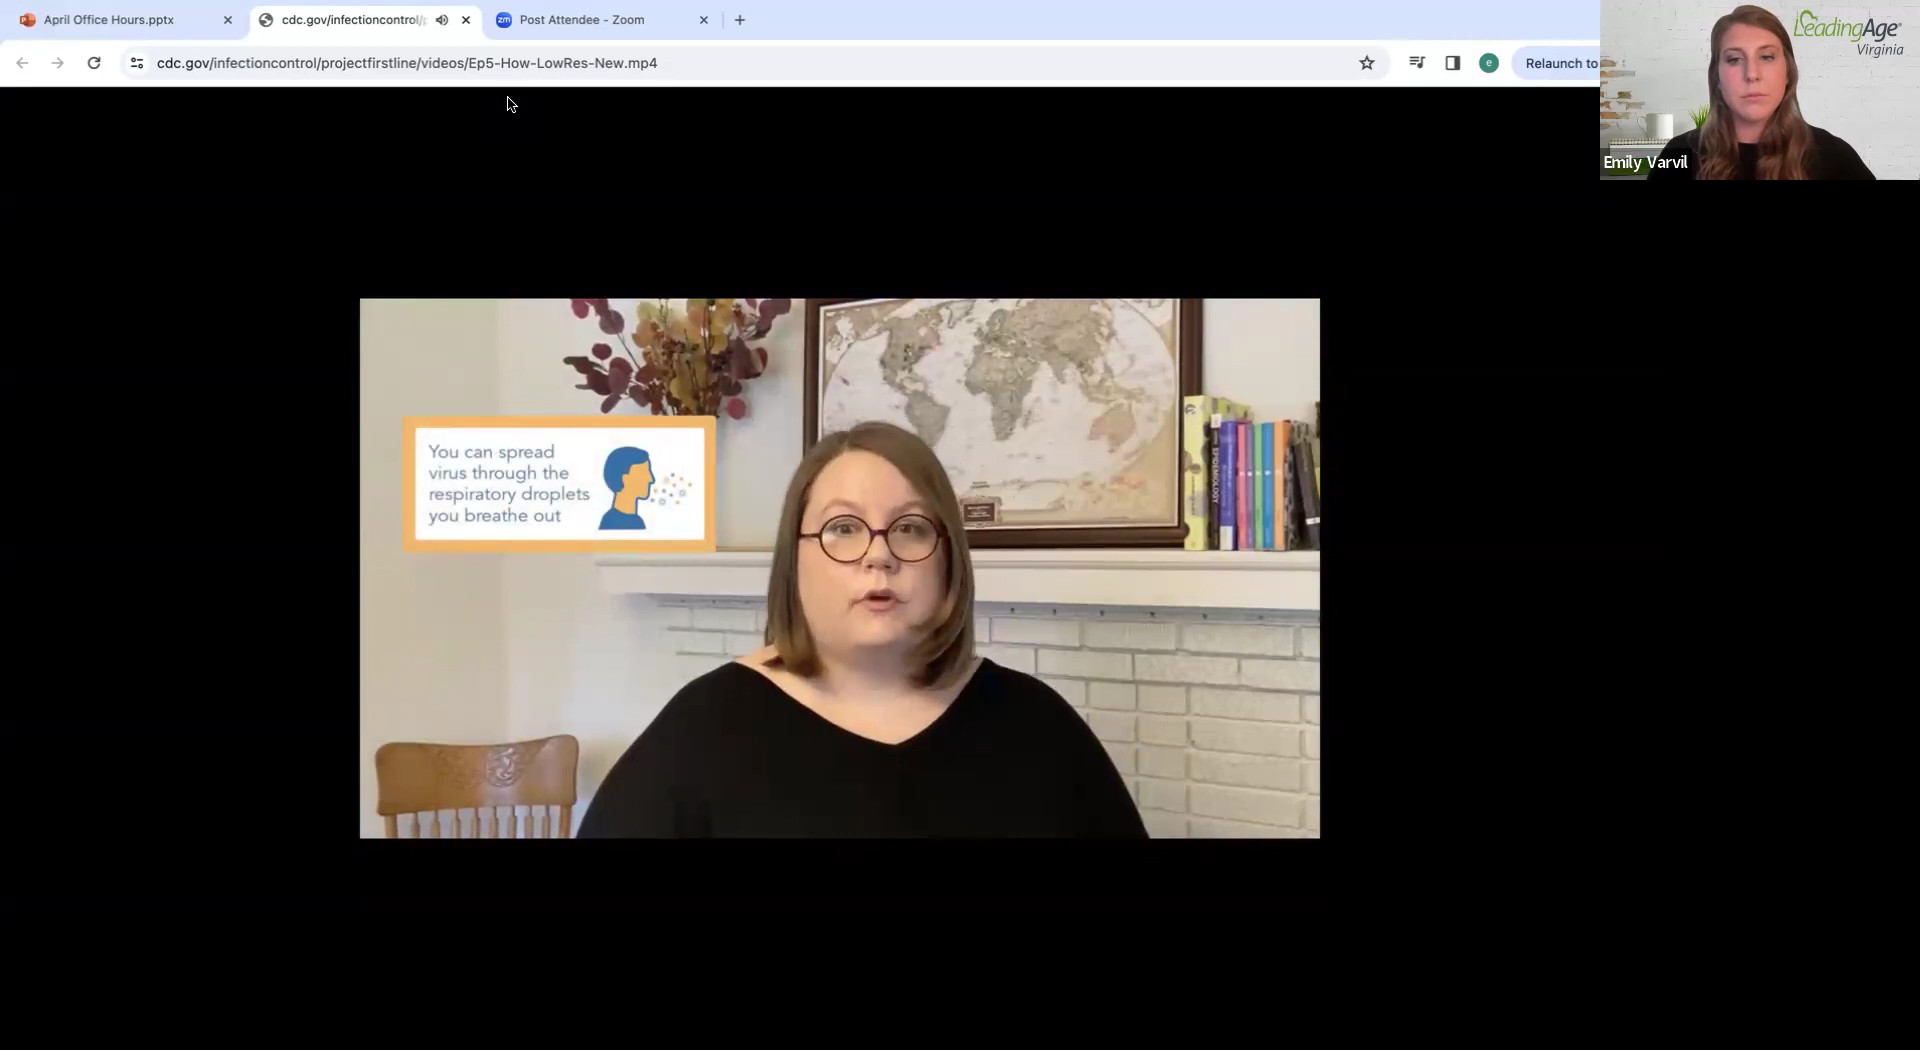 April Office Hours.pptx
cdc.gov/infectioncontrol/
Post Attendee - Zoom
cdc.gov/infectioncontrol/projectfirstline/videos/Ep5-How-LowRes-New.mp4
e
Relaunch to
LeadingAge
Virginia
Emily Varvil
You can spread
virus through the
respiratory droplets
you breathe out
EPIDEMIOLOGY